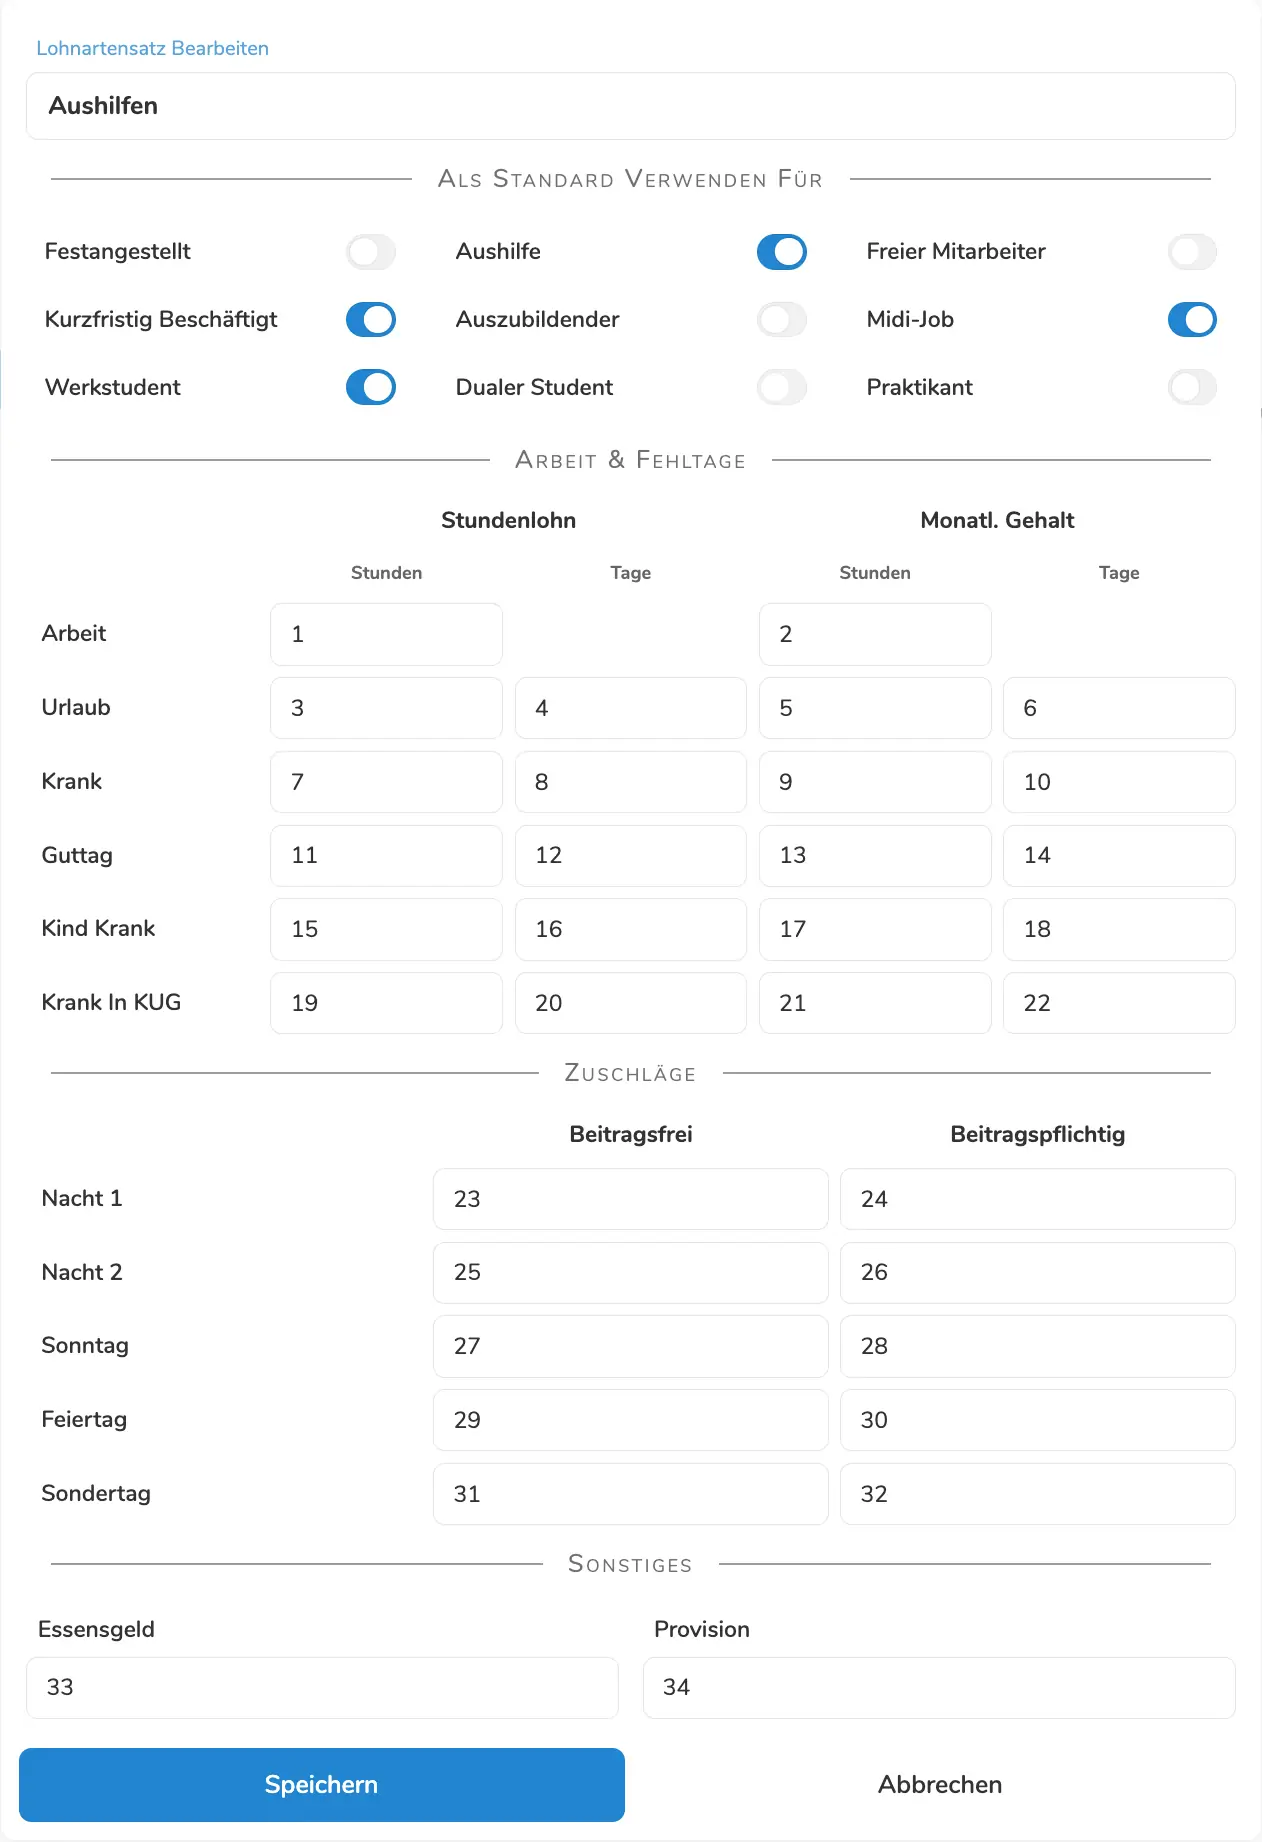 Lohnartensatz Bearbeiten
Aushilfen
Als Standard Verwenden Für
Festangestellt Aushilfe Freier Mitarbeiter
Kurzfristig Beschäftigt Auszubildender Midi-Job
Werkstudent Dualer Student Praktikant
Arbeit & Fehltage
Stundenlohn Monatl. Gehalt
Stunden Tage Stunden Tage
Arbeit 1 2
Urlaub 3 4 5 6
Krank 7 8 9 10
Guttag 11 12 13 14
Kind Krank 15 16 17 18
Krank In KUG 19 20 21 22
Zuschläge
Beitragsfrei Beitragspflichtig
Nacht 1 23 24
Nacht 2 25 26
Sonntag 27 28
Feiertag 29 30
Sondertag 31 32
Sonstiges
Essensgeld Provision
33 34
Speichern Abbrechen